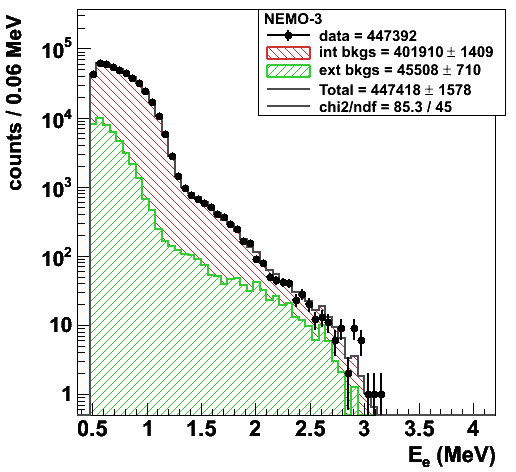 NEMO-3
data = 447392
int bkgs = 401910 ± 1409
ext bkgs = 45508 ± 710
Total = 447418 ± 1578
chi2/ndf = 85.3 / 45
counts / 0.06 MeV
10⁵
10⁴
10³
10²
10
1
0.5 1 1.5 2 2.5 3 3.5 4
Eₑ (MeV)